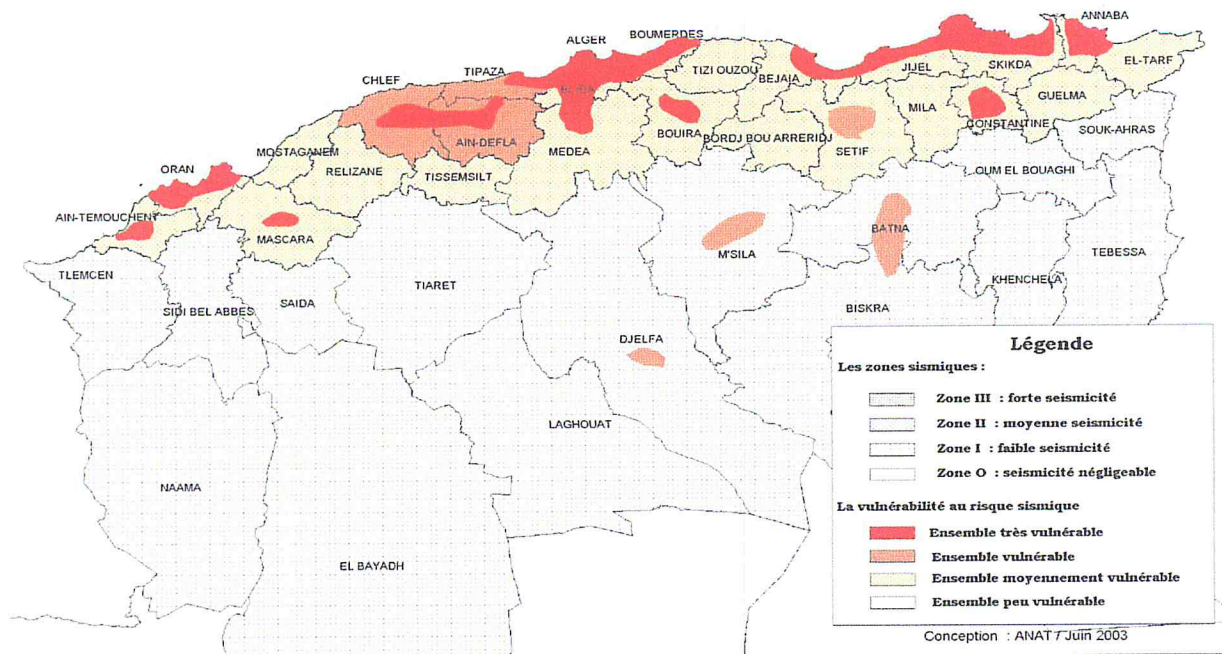 ANNABA
BOUMERDES
ALGER
TIPAZA
CHLEF
TIZI OUZOU
BEJAIA
JIJEL
SKIKDA
EL-TARF
GUELMA
MILA
CONSTANTINE
SOUK-AHRAS
BOUIRA
BORDJ BOU ARRERIDJ
SETIF
AIN-DEFLA
MEDEA
MOSTAGANEM
RELIZANE
TISSEMSILT
ORAN
OUM EL BOUAGHI
AIN-TEMOUCHENT
MASCARA
BATNA
M'SILA
TEBESSA
KHENCHELA
TLEMCEN
SIDI BEL ABBES
SAIDA
TIARET
BISKRA
DJELFA
LAGHOUAT
NAAMA
EL BAYADH
Légende
Les zones sismiques :
Zone III : forte seismicité
Zone II : moyenne seismicité
Zone I : faible seismicité
Zone O : seismicité négligeable
La vulnérabilité au risque sismique
Ensemble très vulnérable
Ensemble vulnérable
Ensemble moyennement vulnérable
Ensemble peu vulnérable
Conception : ANAT / Juin 2003